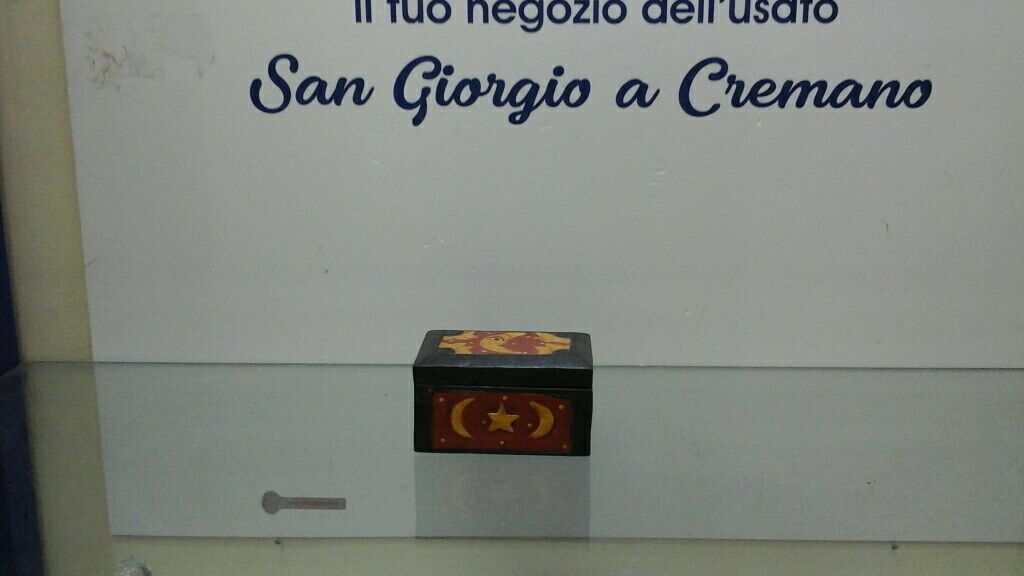 il tuo negozio dell'usato
San Giorgio a Cremano